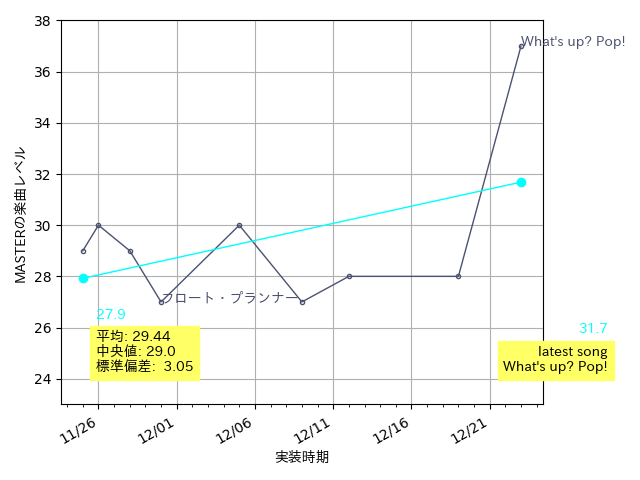 38
36
34
32
30
28
26
24
MASTERの楽曲レベル
What's up? Pop!
フロート・プランナー
27.9
平均: 29.44
中央値: 29.0
標準偏差: 3.05
31.7
latest song
What's up? Pop!
11/26
12/01
12/06
12/11
12/16
12/21
実装時期